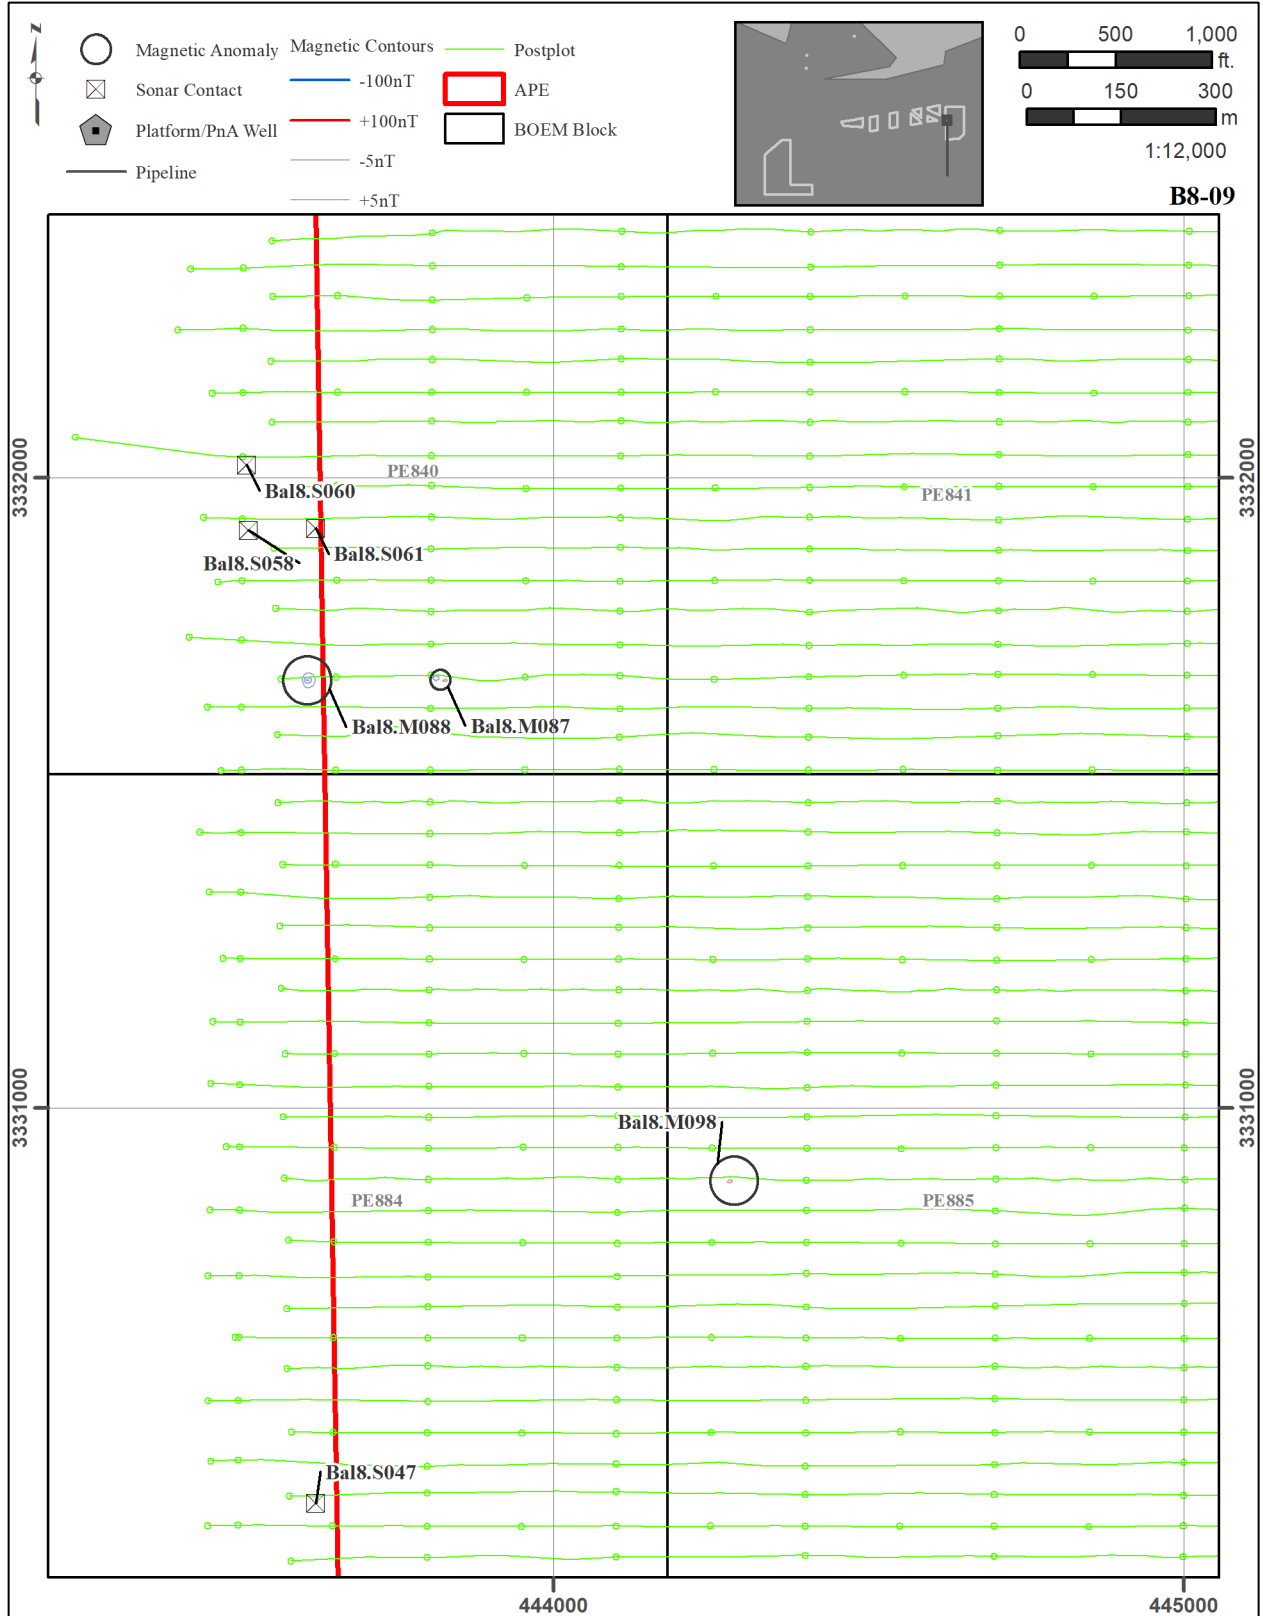 N
Magnetic Anomaly
Sonar Contact
Platform/PnA Well
Pipeline
Magnetic Contours
-100nT
+100nT
-5nT
+5nT
Postplot
APE
BOEM Block
0 500 1,000
ft.
0 150 300
m
1:12,000
B8-09
PE840
3332000
3332000
Bal8.S060
PE841
Bal8.S058
Bal8.S061
Bal8.M088
Bal8.M087
3331000
3331000
Bal8.M098
PE884
PE885
Bal8.S047
444000
445000